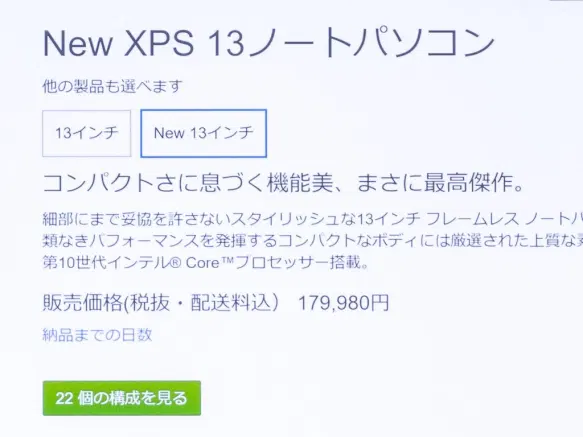 New XPS 13ノートパソコン
他の製品も選べます
13インチ
New 13インチ
コンパクトさに息づく機能美、まさに最高傑作。
細部にまで妥協を許さないスタイリッシュな13インチ フレームレス ノート
類なきパフォーマンスを発揮するコンパクトなボディには厳選された上質な
第10世代インテル® Core™プロセッサー搭載。
販売価格(税抜・配送料込） 179,980円
納品までの日数
22 個の構成を見る